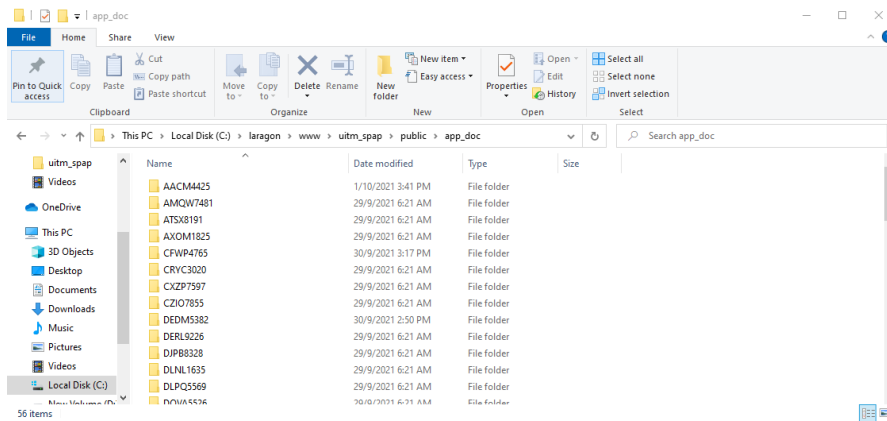 app_doc
File Home Share View
Pin to Quick access
Copy
Paste
Cut
Copy path
Paste shortcut
Clipboard
Move to
Copy to
Delete
Rename
Organize
New folder
New item
Easy access
New
Properties
Open
Edit
History
Open
Select all
Select none
Invert selection
Select
This PC › Local Disk (C:) › laragon › www › uitm_spap › public › app_doc
Search app_doc
uitm_spap
Videos
OneDrive
This PC
3D Objects
Desktop
Documents
Downloads
Music
Pictures
Videos
Local Disk (C:)
New Volume (D:
Name Date modified Type Size
AACM4425 1/10/2021 3:41 PM File folder
AMQW7481 29/9/2021 6:21 AM File folder
ATSX8191 29/9/2021 6:21 AM File folder
AXOM1825 29/9/2021 6:21 AM File folder
CFWP4765 30/9/2021 3:17 PM File folder
CRYC3020 29/9/2021 6:21 AM File folder
CXZP7597 29/9/2021 6:21 AM File folder
CZIO7855 29/9/2021 6:21 AM File folder
DEDM5382 30/9/2021 2:50 PM File folder
DERL9226 29/9/2021 6:21 AM File folder
DJPB8328 29/9/2021 6:21 AM File folder
DLNL1635 29/9/2021 6:21 AM File folder
DLPQ5569 29/9/2021 6:21 AM File folder
29/9/2021 6:21 AM File folder
56 items